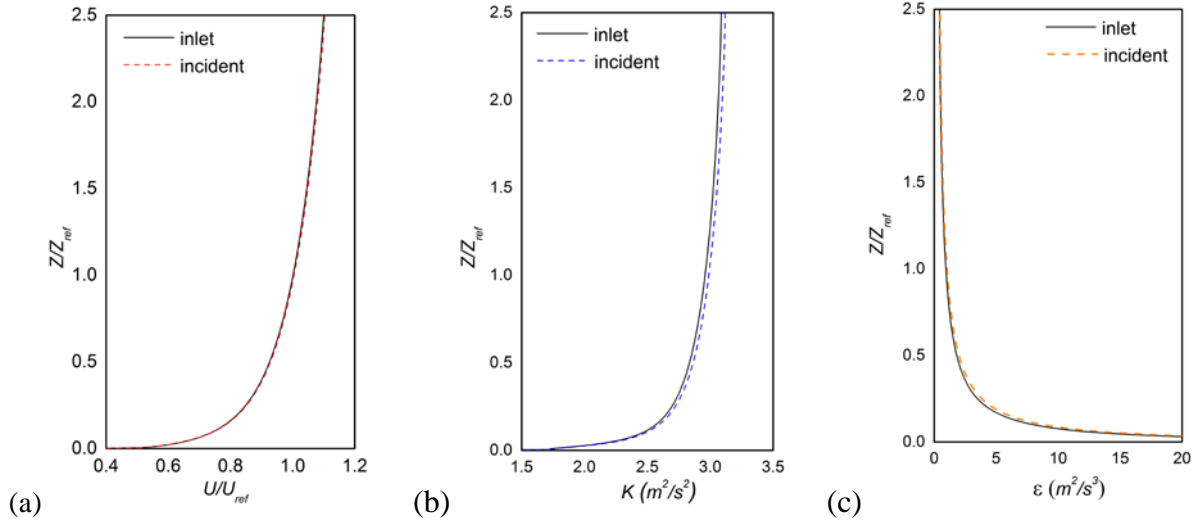 2.5
2.0
1.5
1.0
0.5
0.0
Z/Z_ref
inlet
incident
0.4 0.6 0.8 1.0 1.2
U/U_ref
(a)
2.5
2.0
1.5
1.0
0.5
0.0
Z/Z_ref
inlet
incident
1.5 2.0 2.5 3.0 3.5
K (m²/s²)
(b)
2.5
2.0
1.5
1.0
0.5
0.0
Z/Z_ref
inlet
incident
0 5 10 15 20
ε (m²/s³)
(c)